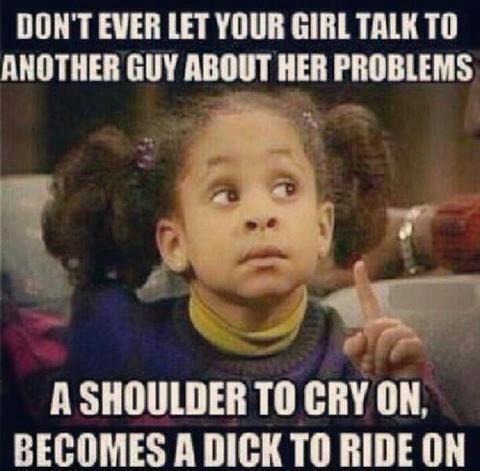 DON'T EVER LET YOUR GIRL TALK TO
ANOTHER GUY ABOUT HER PROBLEMS
A SHOULDER TO CRY ON,
BECOMES A DICK TO RIDE ON